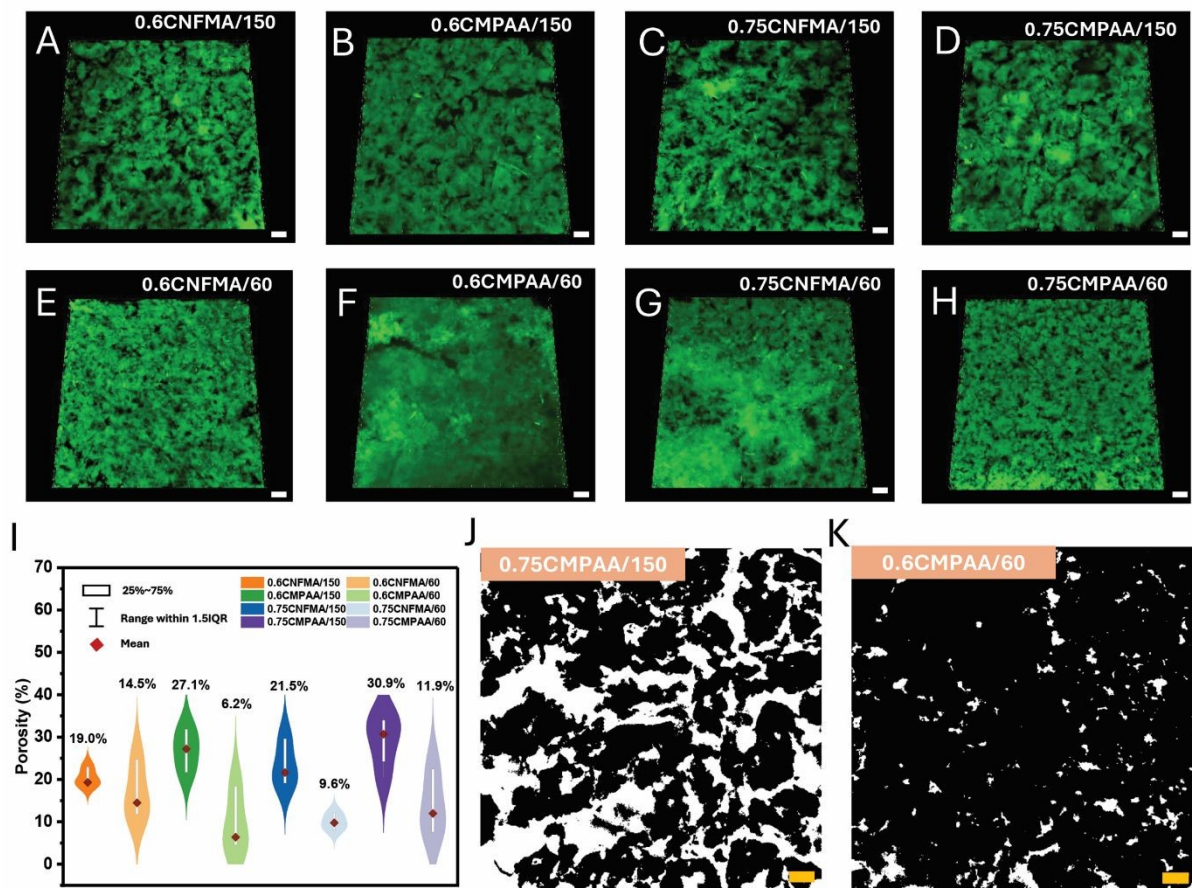 A
0.6CNFMA/150
B
0.6CMPAA/150
C
0.75CNFMA/150
D
0.75CMPAA/150
E
0.6CNFMA/60
F
0.6CMPAA/60
G
0.75CNFMA/60
H
0.75CMPAA/60
I
Porosity (%)
70
60
50
40
30
20
10
0
25%~75%
Range within 1.5IQR
Mean
0.6CNFMA/150 0.6CNFMA/60
0.6CMPAA/150 0.6CMPAA/60
0.75CNFMA/150 0.75CNFMA/60
0.75CMPAA/150 0.75CMPAA/60
19.0%
14.5%
27.1%
6.2%
21.5%
9.6%
30.9%
11.9%
J
0.75CMPAA/150
K
0.6CMPAA/60